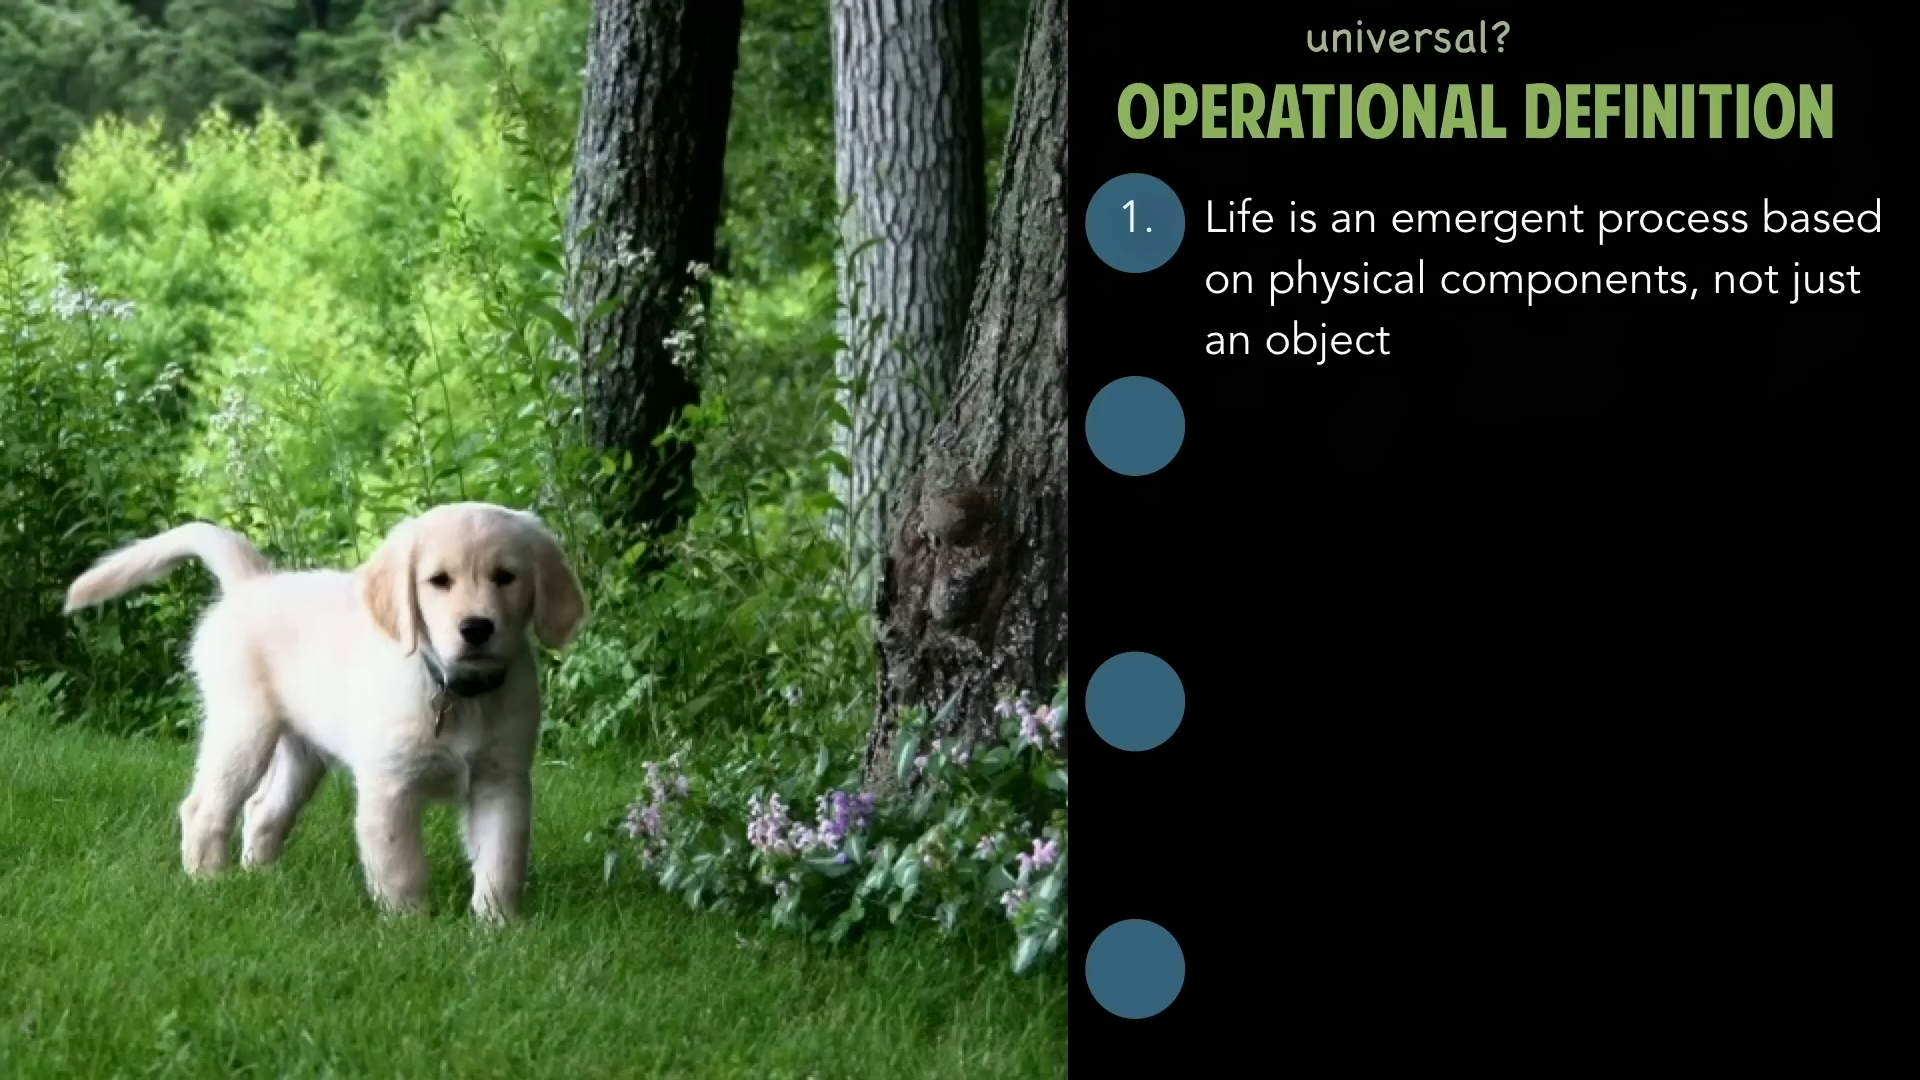 universal?
OPERATIONAL DEFINITION
1. Life is an emergent process based
on physical components, not just
an object